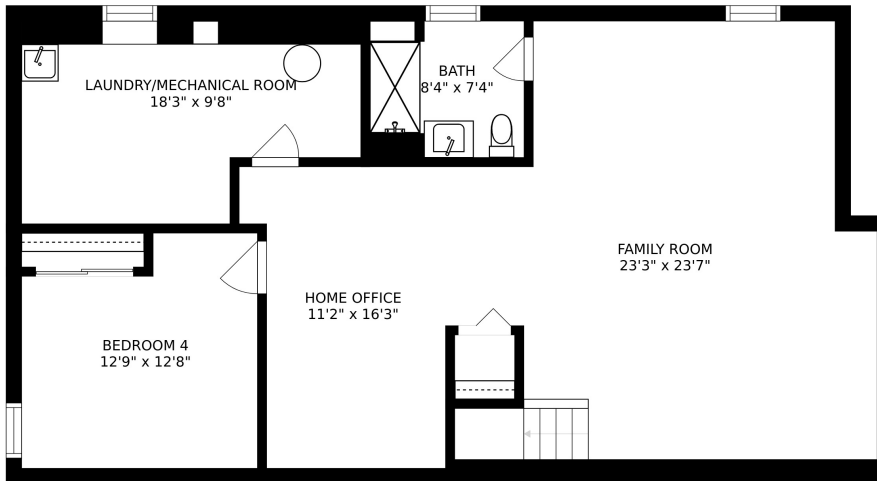 LAUNDRY/MECHANICAL ROOM
18'3" x 9'8"
BATH
8'4" x 7'4"
FAMILY ROOM
23'3" x 23'7"
HOME OFFICE
11'2" x 16'3"
BEDROOM 4
12'9" x 12'8"